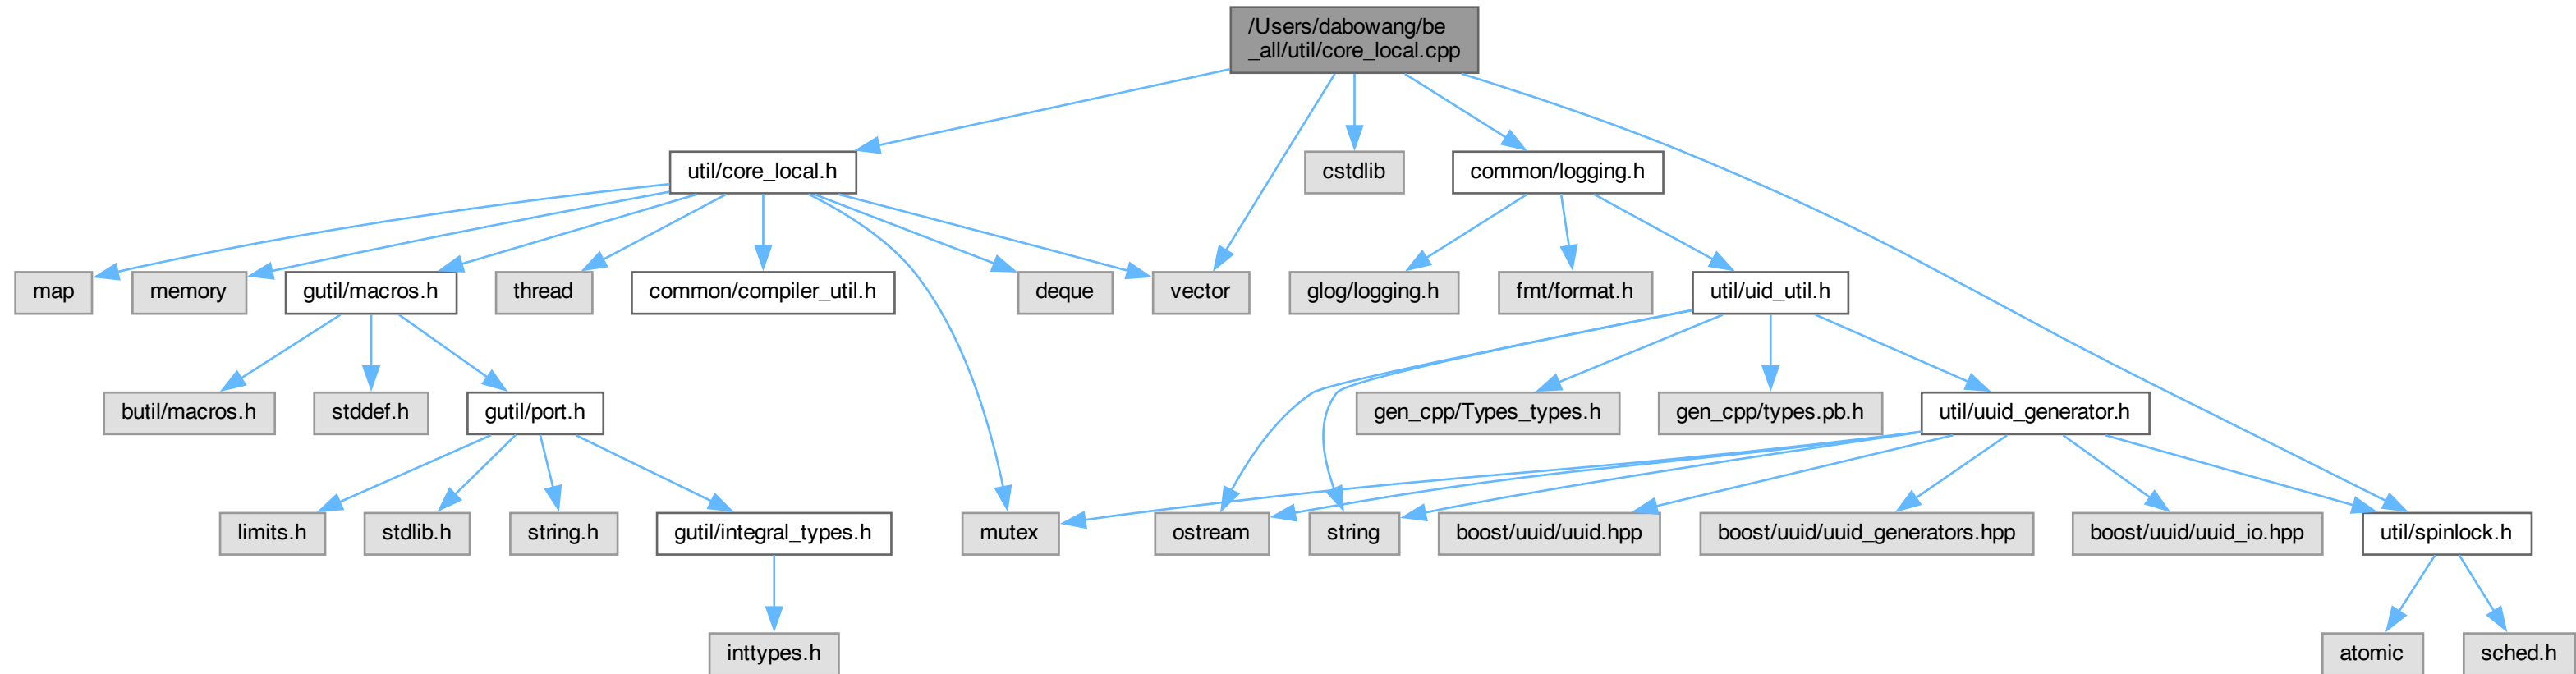 /Users/dabowang/be
_all/util/core_local.cpp
util/core_local.h
cstdlib
common/logging.h
map
memory
gutil/macros.h
thread
common/compiler_util.h
deque
vector
glog/logging.h
fmt/format.h
util/uid_util.h
butil/macros.h
stddef.h
gutil/port.h
gen_cpp/Types_types.h
gen_cpp/types.pb.h
util/uuid_generator.h
limits.h
stdlib.h
string.h
gutil/integral_types.h
mutex
ostream
string
boost/uuid/uuid.hpp
boost/uuid/uuid_generators.hpp
boost/uuid/uuid_io.hpp
util/spinlock.h
inttypes.h
atomic
sched.h